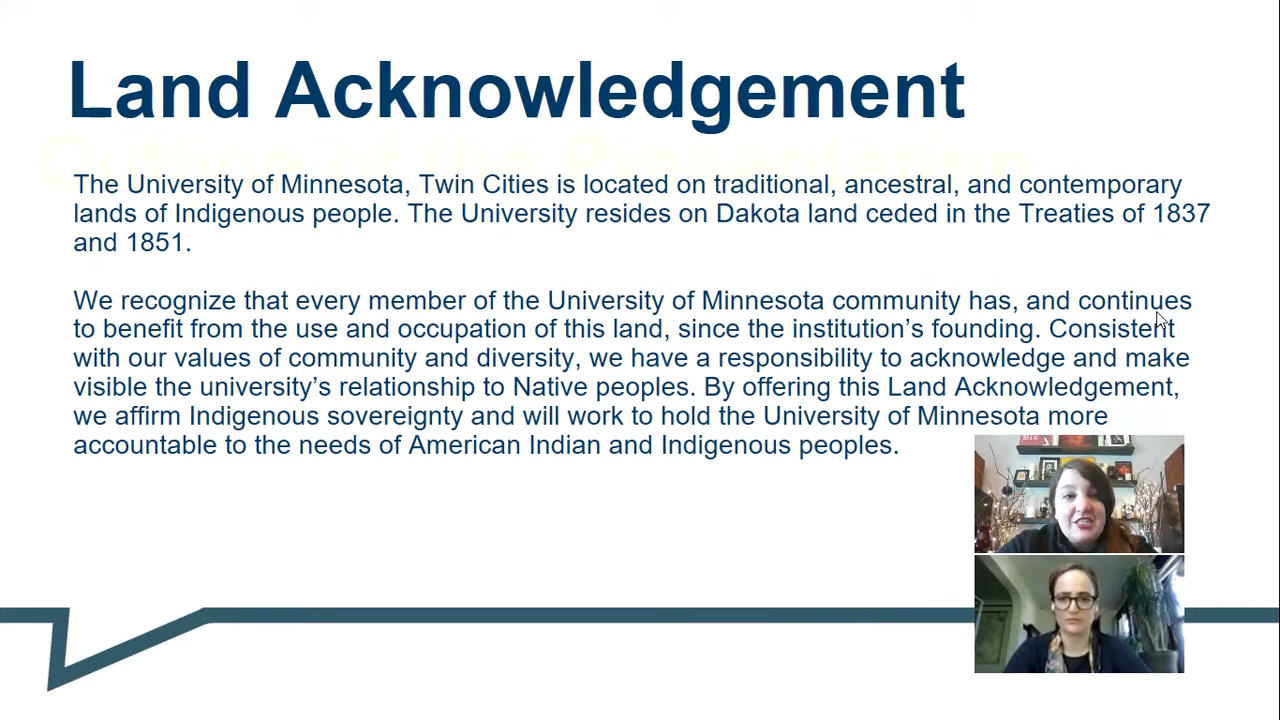 Land Acknowledgement
Outline of the Presentation
The University of Minnesota, Twin Cities is located on traditional, ancestral, and contemporary
lands of Indigenous people. The University resides on Dakota land ceded in the Treaties of 1837
and 1851.
We recognize that every member of the University of Minnesota community has, and continues
to benefit from the use and occupation of this land, since the institution’s founding. Consistent
with our values of community and diversity, we have a responsibility to acknowledge and make
visible the university’s relationship to Native peoples. By offering this Land Acknowledgement,
we affirm Indigenous sovereignty and will work to hold the University of Minnesota more
accountable to the needs of American Indian and Indigenous peoples.